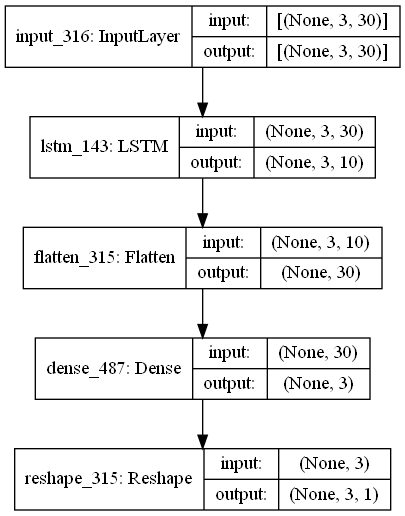 input_316: InputLayer
input:
[(None, 3, 30)]
output:
[(None, 3, 30)]
lstm_143: LSTM
input:
(None, 3, 30)
output:
(None, 3, 10)
flatten_315: Flatten
input:
(None, 3, 10)
output:
(None, 30)
dense_487: Dense
input:
(None, 30)
output:
(None, 3)
reshape_315: Reshape
input:
(None, 3)
output:
(None, 3, 1)